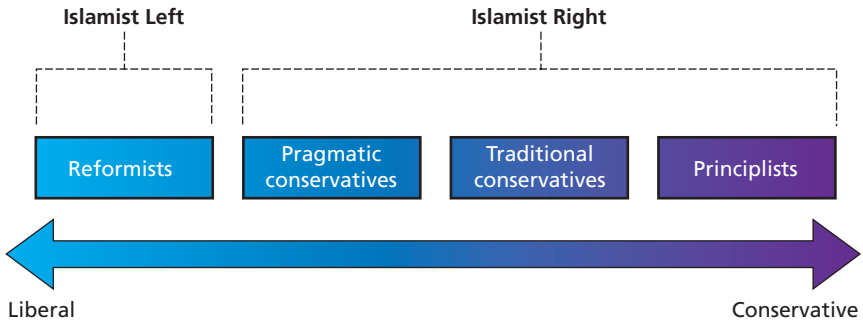 Islamist Left
Islamist Right
Reformists
Pragmatic
conservatives
Traditional
conservatives
Principlists
Liberal
Conservative